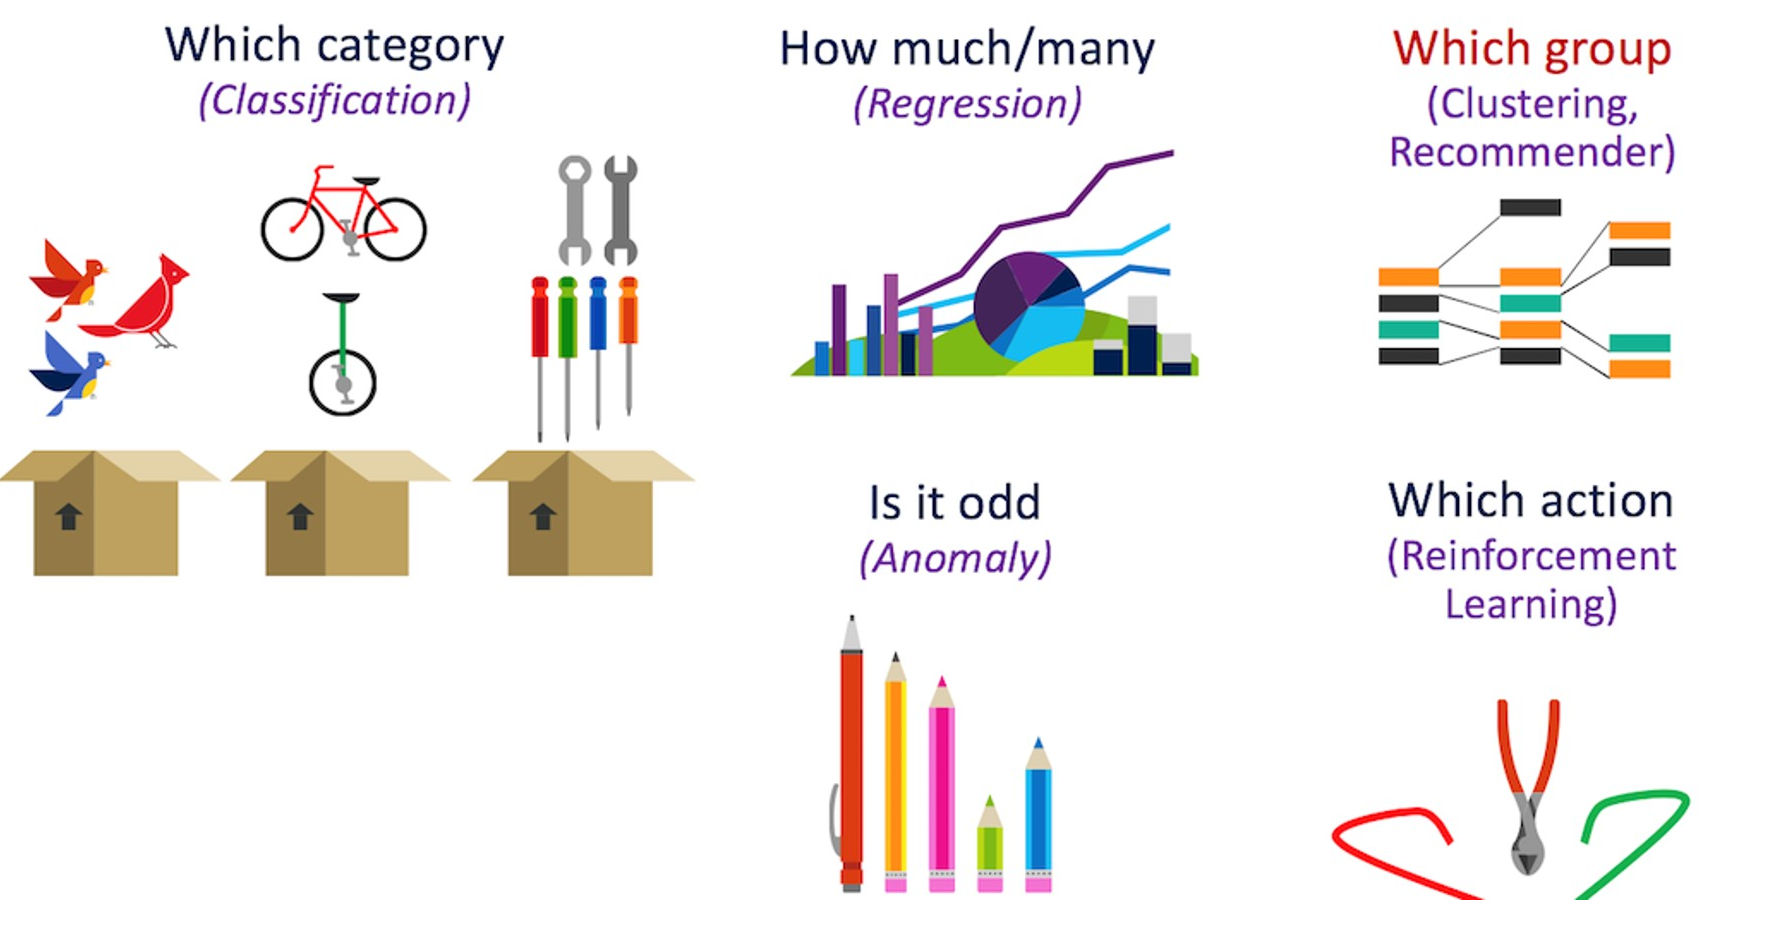 Which category
(Classification)
How much/many
(Regression)
Which group
(Clustering,
Recommender)
Is it odd
(Anomaly)
Which action
(Reinforcement
Learning)